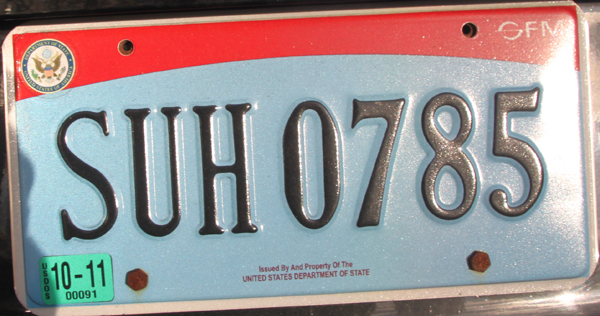 OFM
SUH 0785
Issued By And Property Of The
UNITED STATES DEPARTMENT OF STATE
USDOS
10-11
00091